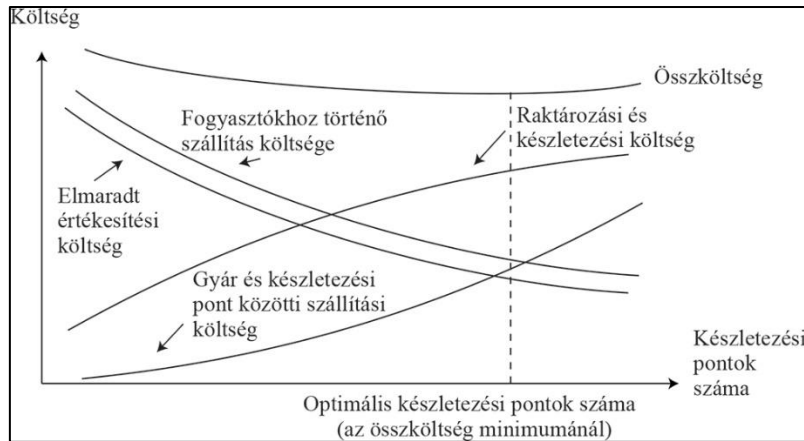 Költség
Összköltség
Fogyasztókhoz történő
szállítás költsége
Raktározási és
készletezési költség
Elmaradt
értékesítési
költség
Gyár és készletezési
pont közötti szállítási
költség
Készletezési
pontok
száma
Optimális készletezési pontok száma
(az összköltség minimumánál)